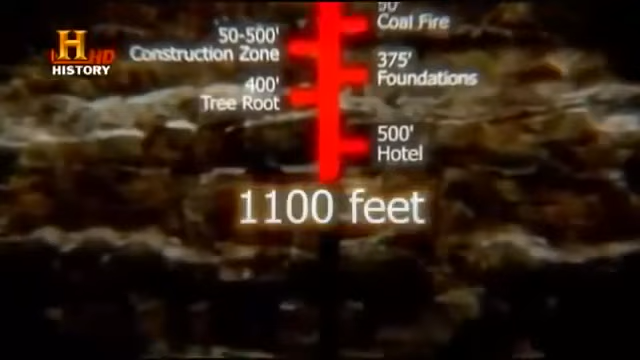 90'
Coal Fire
50-500'
Construction Zone
375'
Foundations
400'
Tree Root
500'
Hotel
1100 feet
H HD
HISTORY